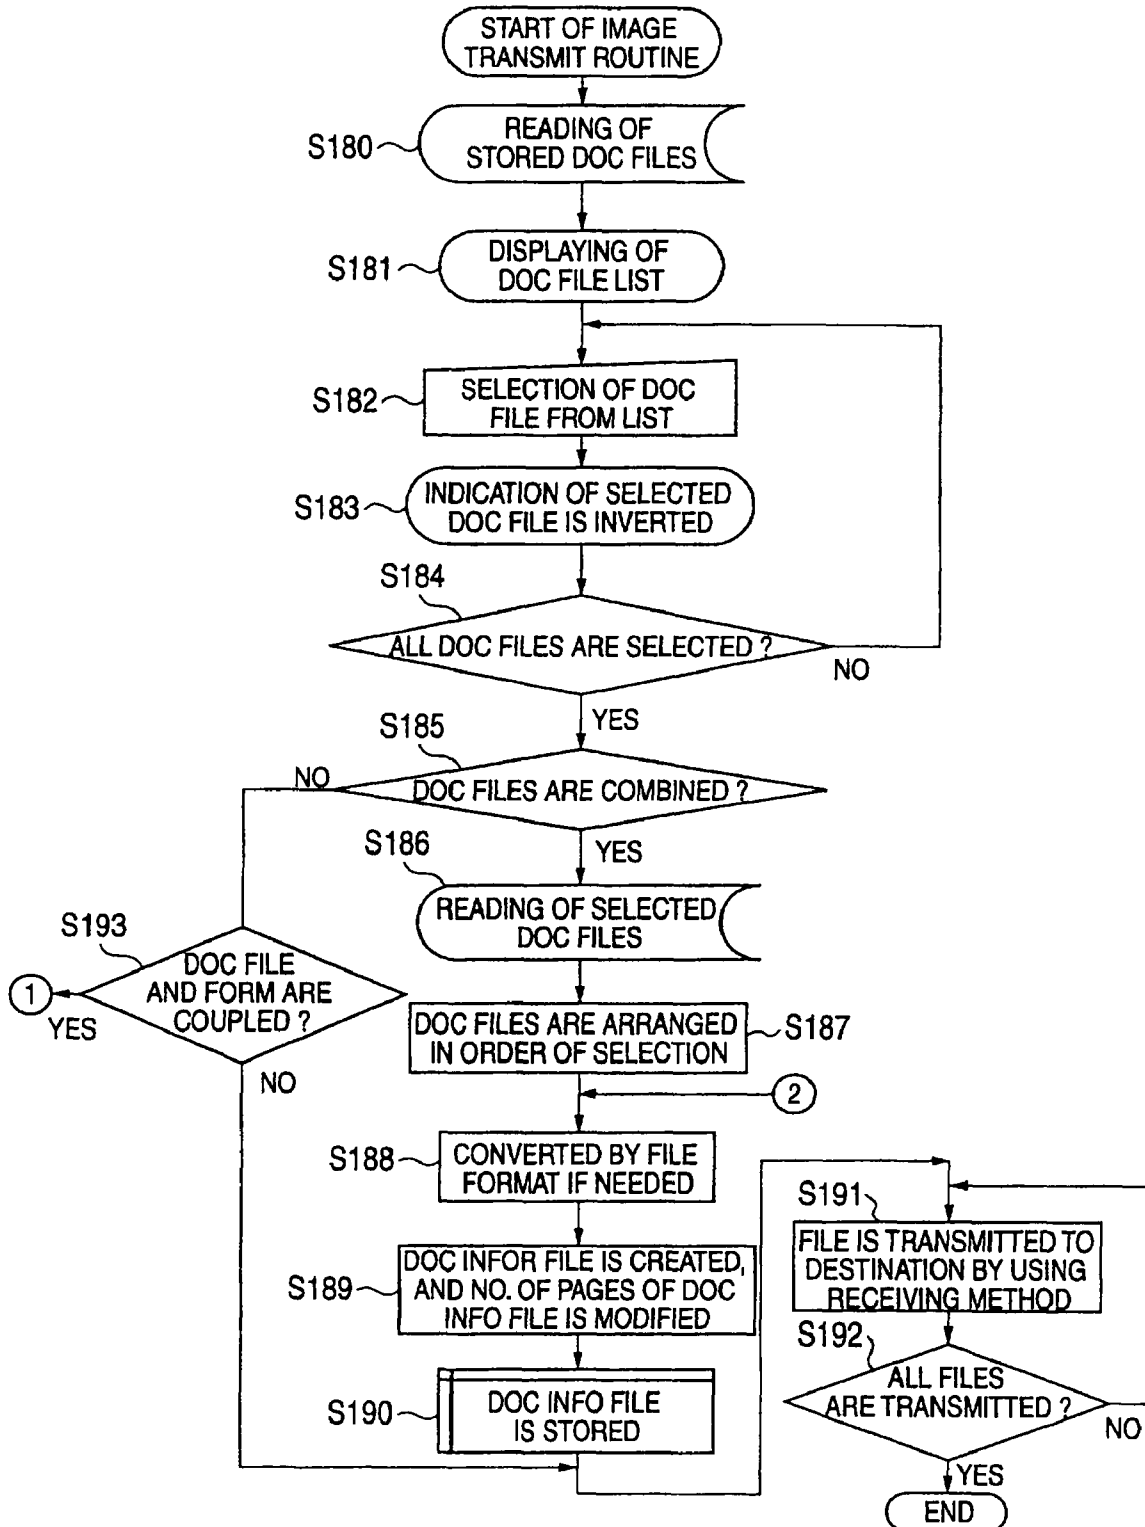 START OF IMAGE
TRANSMIT ROUTINE
S180
READING OF
STORED DOC FILES
S181
DISPLAYING OF
DOC FILE LIST
S182
SELECTION OF DOC
FILE FROM LIST
S183
INDICATION OF SELECTED
DOC FILE IS INVERTED
S184
ALL DOC FILES ARE SELECTED ?
NO
YES
S185
NO
DOC FILES ARE COMBINED ?
YES
S186
READING OF SELECTED
DOC FILES
S193
DOC FILE
AND FORM ARE
COUPLED ?
1
YES
NO
DOC FILES ARE ARRANGED
IN ORDER OF SELECTION
S187
2
S188
CONVERTED BY FILE
FORMAT IF NEEDED
S189
DOC INFOR FILE IS CREATED,
AND NO. OF PAGES OF DOC
INFO FILE IS MODIFIED
S190
DOC INFO FILE
IS STORED
S191
FILE IS TRANSMITTED TO
DESTINATION BY USING
RECEIVING METHOD
S192
ALL FILES
ARE TRANSMITTED ?
NO
YES
END